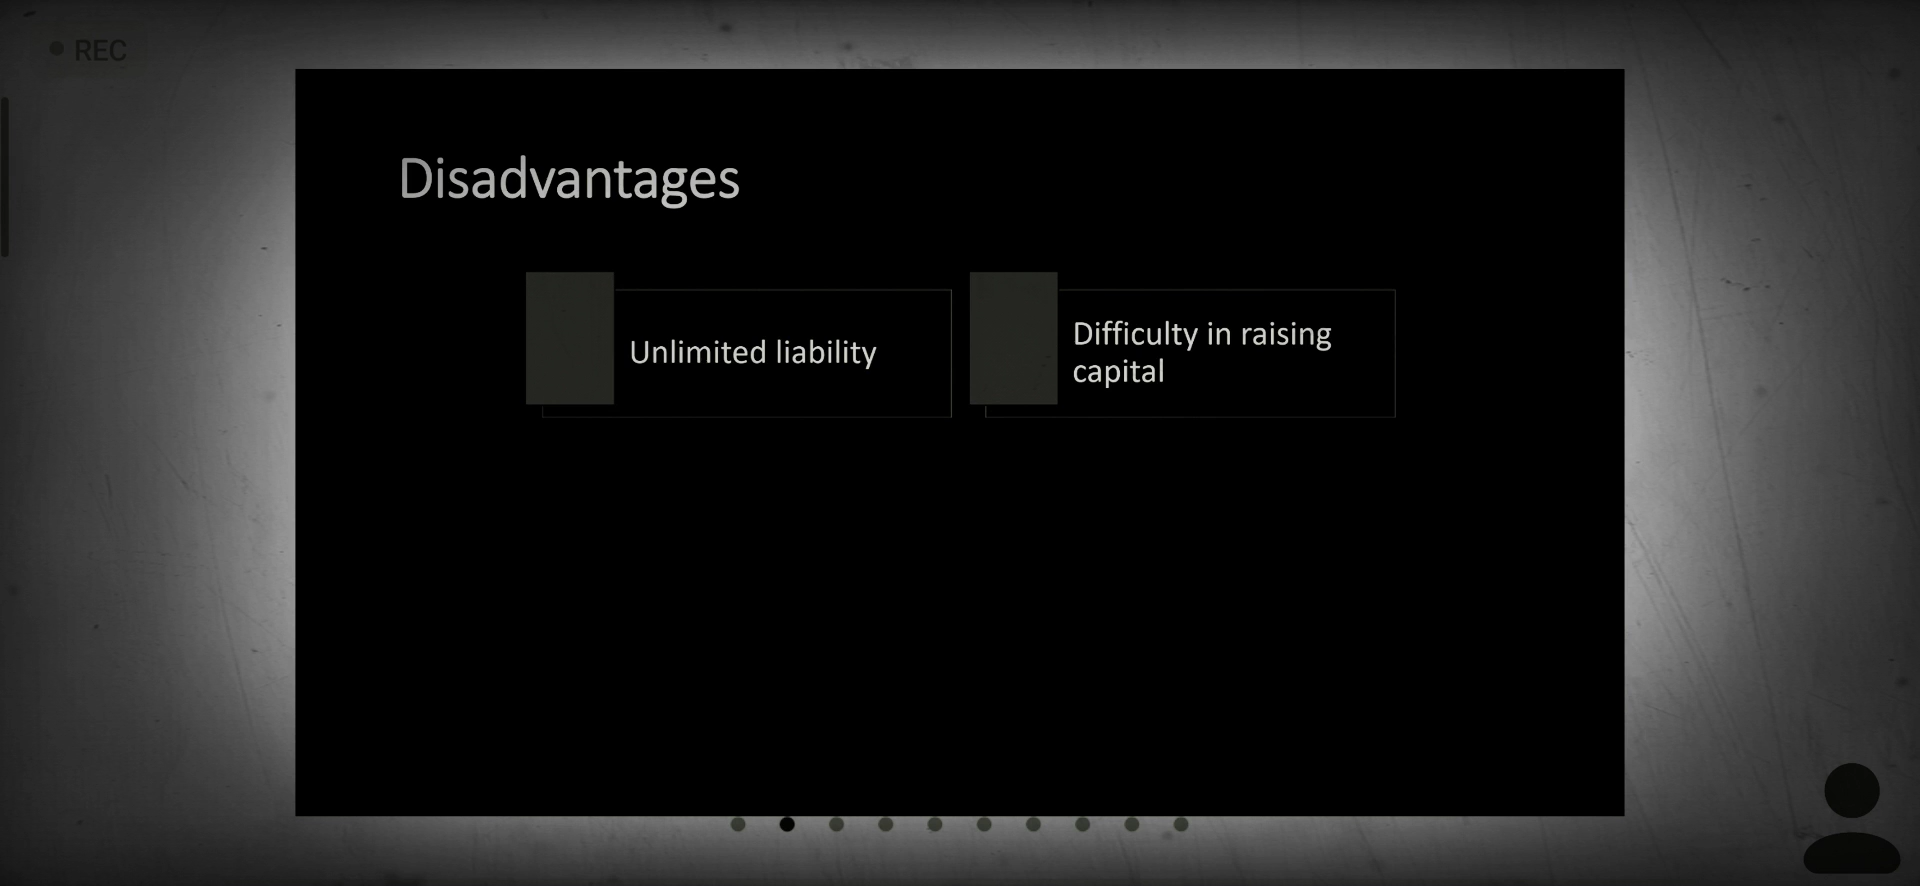 REC
Disadvantages
Unlimited liability
Difficulty in raising
capital